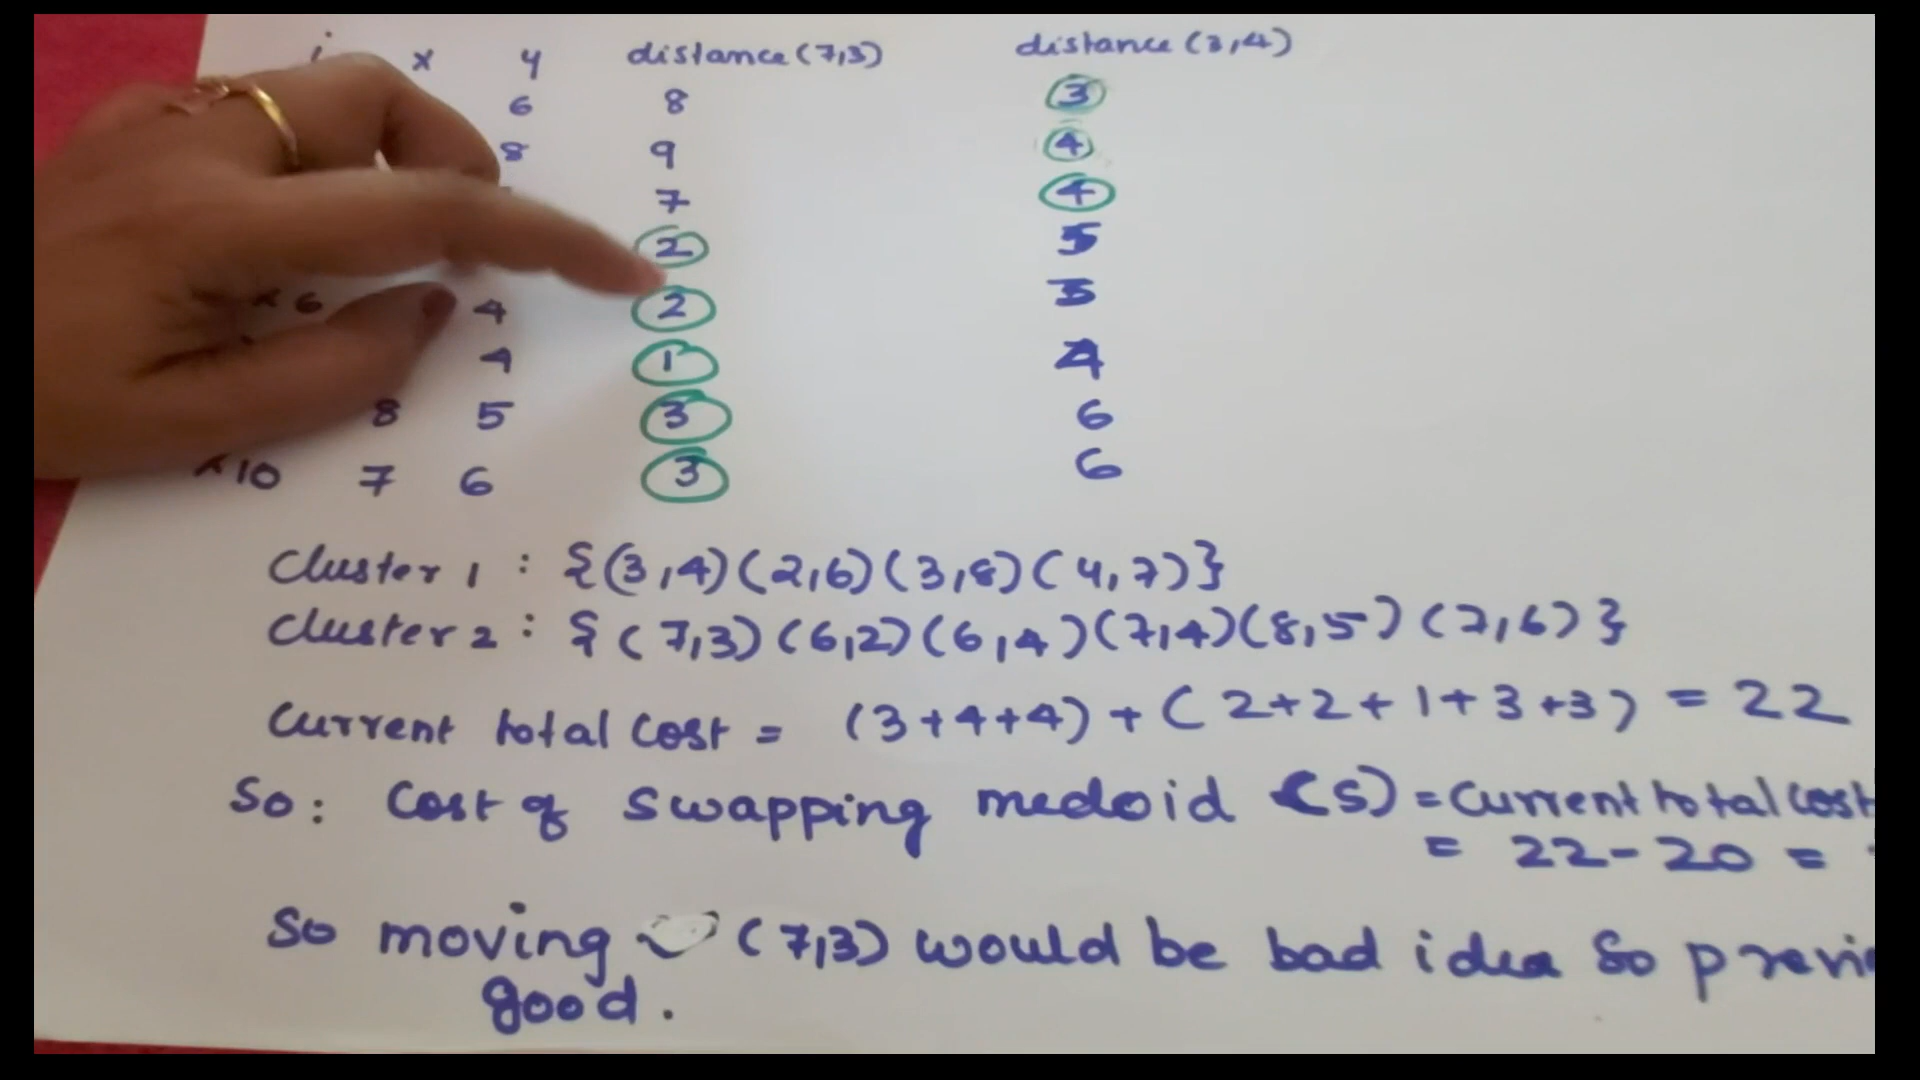 i x y distance (7,3) distance (3,4)
6 8 3
8 9 4
7 4
2 5
x6 4 2 3
4 1 4
8 5 3 6
x10 7 6 3 6
Cluster 1 : {(3,4)(2,6)(3,8)(4,7)}
Cluster 2 : {(7,3)(6,2)(6,4)(7,4)(8,5)(7,6)}
Current total cost = (3+4+4)+(2+2+1+3+3) = 22
So: Cost of swapping medoid (S) = Current total cost
= 22-20 =
So moving (7,3) would be bad idea so
good.